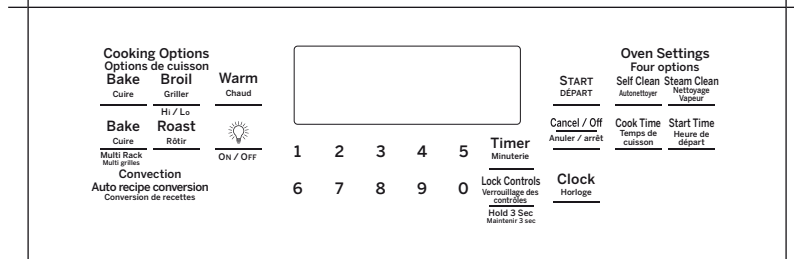 Cooking Options
Options de cuisson
Bake Broil Warm
Cuire Griller Chaud
Hi / Lo
Bake Roast
Cuire Rôtir
Multi Rack
Multi grilles
ON / OFF
Convection
Auto recipe conversion
Conversion de recettes
1 2 3 4 5
6 7 8 9 0
Timer
Minuterie
Lock Controls
Verrouillage des
contrôles
Hold 3 Sec
Maintenir 3 sec
START
DÉPART
Cancel / Off
Anuler / arrêt
Clock
Horloge
Oven Settings
Four options
Self Clean Steam Clean
Autonettoyer Nettoyage
Vapeur
Cook Time Start Time
Temps de Heure de
cuisson départ